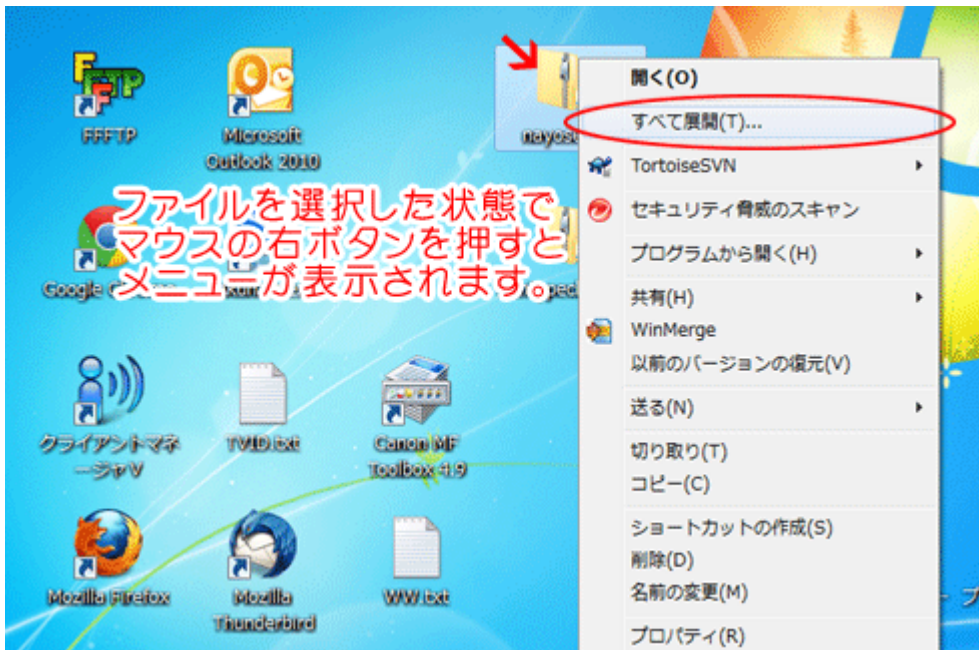 FFFTP
Microsoft
Outlook 2010
ファイルを選択した状態で
マウスの右ボタンを押すと
メニューが表示されます。
Google
クライアントマネ
ージャV
TVID.txt
Canon MF
Toolbox 4.9
Mozilla Firefox
Mozilla
Thunderbird
WW.txt
開く(O)
すべて展開(T)...
TortoiseSVN
セキュリティ脅威のスキャン
プログラムから開く(H)
共有(H)
WinMerge
以前のバージョンの復元(V)
送る(N)
切り取り(T)
コピー(C)
ショートカットの作成(S)
削除(D)
名前の変更(M)
プロパティ(R)